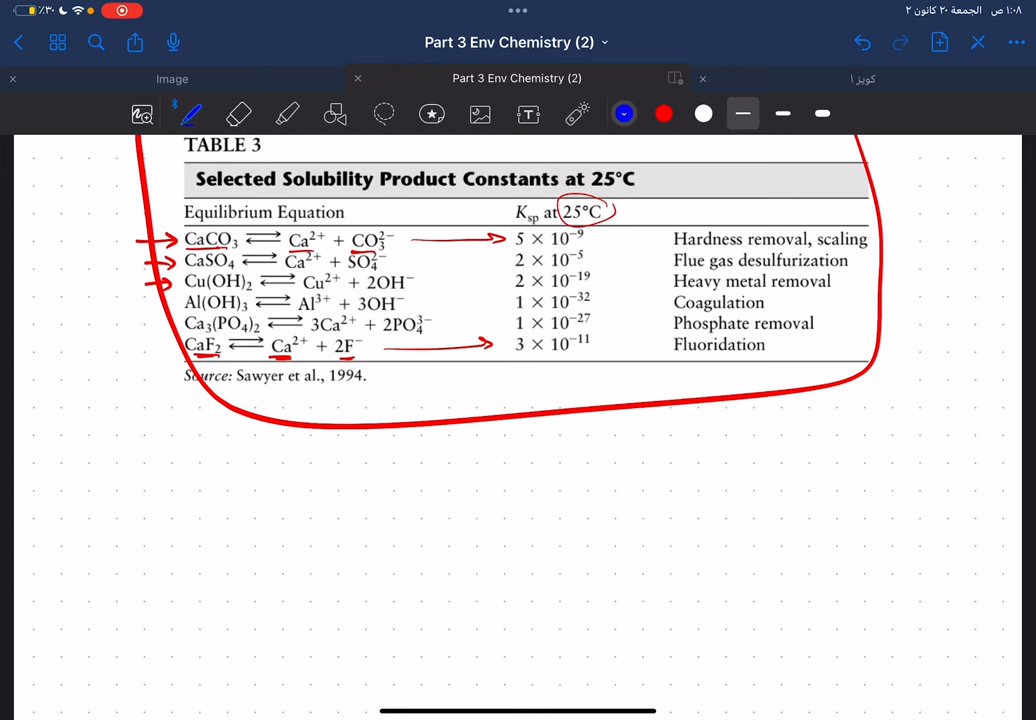 ٪٣٠ ١:٠٨ ص الجمعة ٢٠ كانون ٢
Part 3 Env Chemistry (2)
Image
Part 3 Env Chemistry (2)
كويز ١
TABLE 3
Selected Solubility Product Constants at 25°C
Equilibrium Equation Ksp at 25°C
CaCO₃ ⇌ Ca²⁺ + CO₃²⁻ 5 × 10⁻⁹ Hardness removal, scaling
CaSO₄ ⇌ Ca²⁺ + SO₄²⁻ 2 × 10⁻⁵ Flue gas desulfurization
Cu(OH)₂ ⇌ Cu²⁺ + 2OH⁻ 2 × 10⁻¹⁹ Heavy metal removal
Al(OH)₃ ⇌ Al³⁺ + 3OH⁻ 1 × 10⁻³² Coagulation
Ca₃(PO₄)₂ ⇌ 3Ca²⁺ + 2PO₄³⁻ 1 × 10⁻²⁷ Phosphate removal
CaF₂ ⇌ Ca²⁺ + 2F⁻ 3 × 10⁻¹¹ Fluoridation
Source: Sawyer et al., 1994.